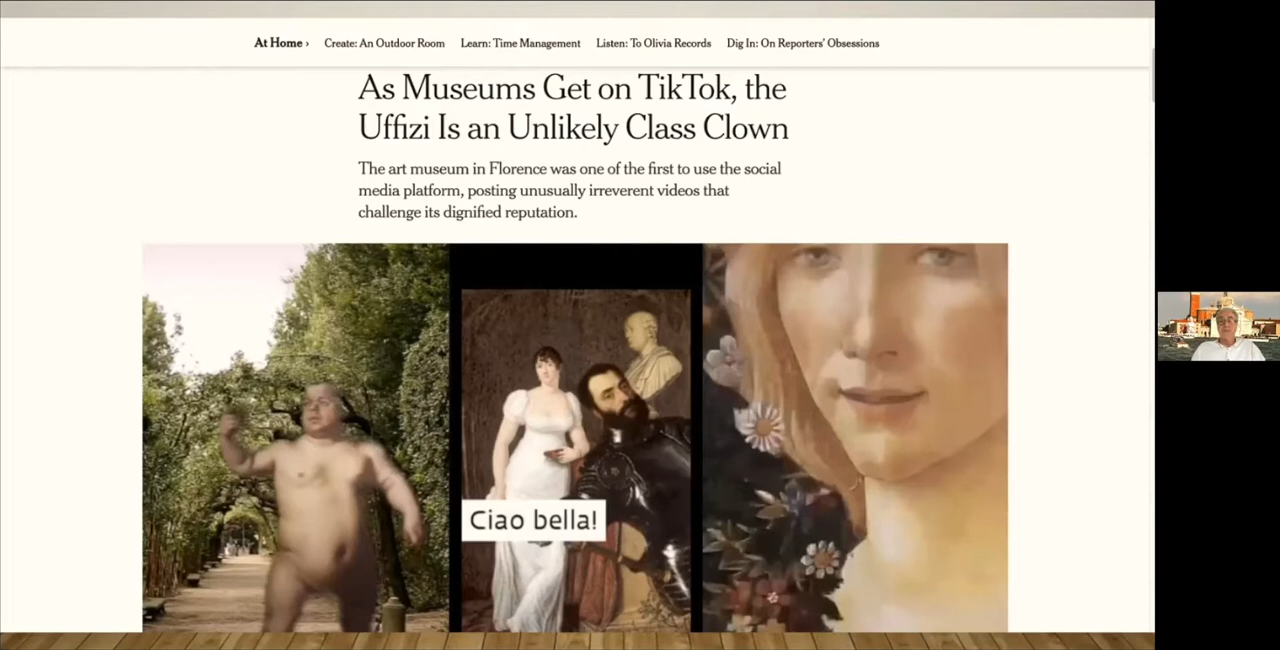 At Home › Create: An Outdoor Room Learn: Time Management Listen: To Olivia Records Dig In: On Reporters' Obsessions
As Museums Get on TikTok, the
Uffizi Is an Unlikely Class Clown
The art museum in Florence was one of the first to use the social
media platform, posting unusually irreverent videos that
challenge its dignified reputation.
Ciao bella!